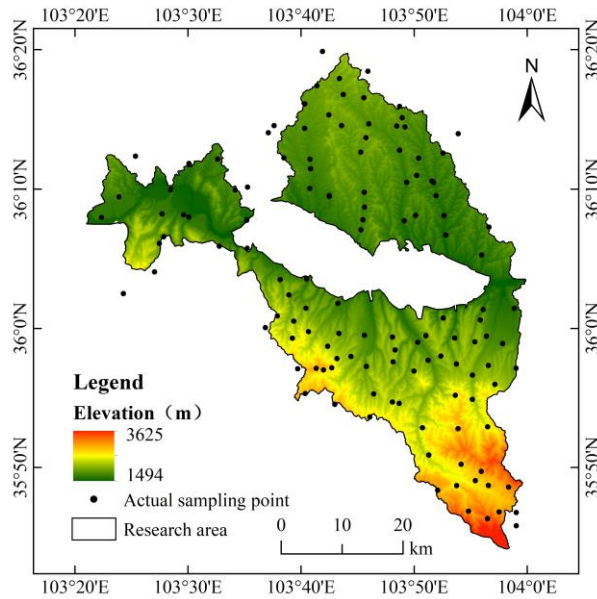 103°20'E 103°30'E 103°40'E 103°50'E 104°0'E
36°20'N 36°20'N
N
36°10'N 36°10'N
36°0'N 36°0'N
Legend
Elevation（m）
3625
1494
35°50'N 35°50'N
Actual sampling point
Research area
0 10 20
km
103°20'E 103°30'E 103°40'E 103°50'E 104°0'E